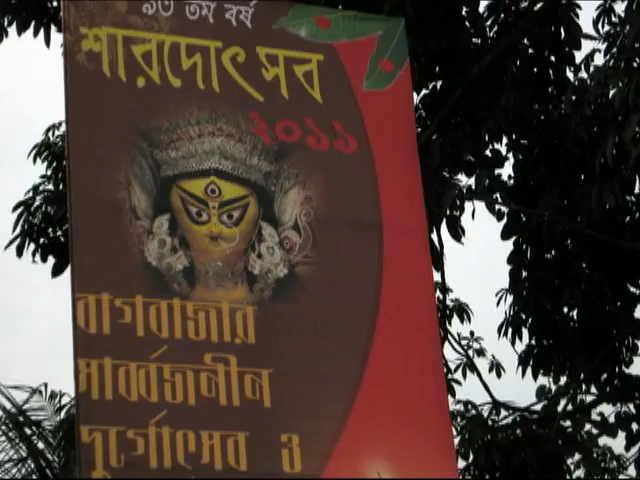 ৯৩ তম বর্ষ
শারদোৎসব
২০১১
বাগবাজার
সার্ব্বজনীন
দুর্গোৎসব ও